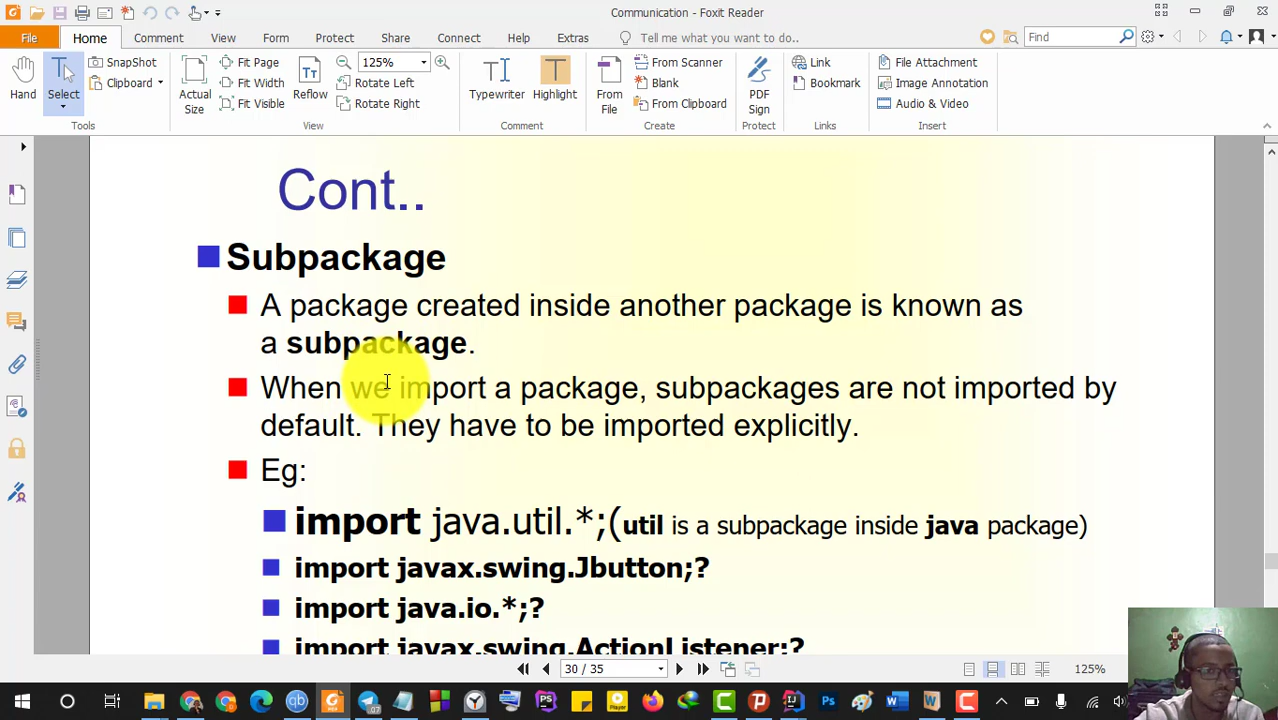 Communication - Foxit Reader
File Home Comment View Form Protect Share Connect Help Extras Tell me what you want to do.. Find
Hand
Select
SnapShot
Clipboard
Tools
Actual
Size
Fit Page
Fit Width
Fit Visible
Reflow
125%
Rotate Left
Rotate Right
View
Typewriter
Highlight
Comment
From
File
From Scanner
Blank
From Clipboard
Create
PDF
Sign
Protect
Link
Bookmark
Links
File Attachment
Image Annotation
Audio & Video
Insert
Cont..
Subpackage
A package created inside another package is known as
a subpackage.
When we import a package, subpackages are not imported by
default. They have to be imported explicitly.
Eg:
import java.util.*;(util is a subpackage inside java package)
import javax.swing.Jbutton;?
import java.io.*;?
import javax.swing.ActionListener;?
30 / 35
125%